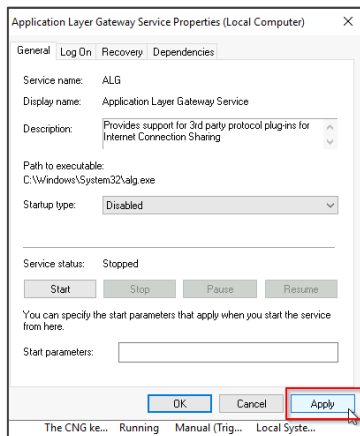 Application Layer Gateway Service Properties (Local Computer)
General Log On Recovery Dependencies
Service name: ALG
Display name: Application Layer Gateway Service
Description: Provides support for 3rd party protocol plug-ins for
Internet Connection Sharing
Path to executable:
C:\Windows\System32\alg.exe
Startup type: Disabled
Service status: Stopped
Start Stop Pause Resume
You can specify the start parameters that apply when you start the service
from here.
Start parameters:
OK Cancel Apply
The CNG ke... Running Manual (Trig... Local Syste...